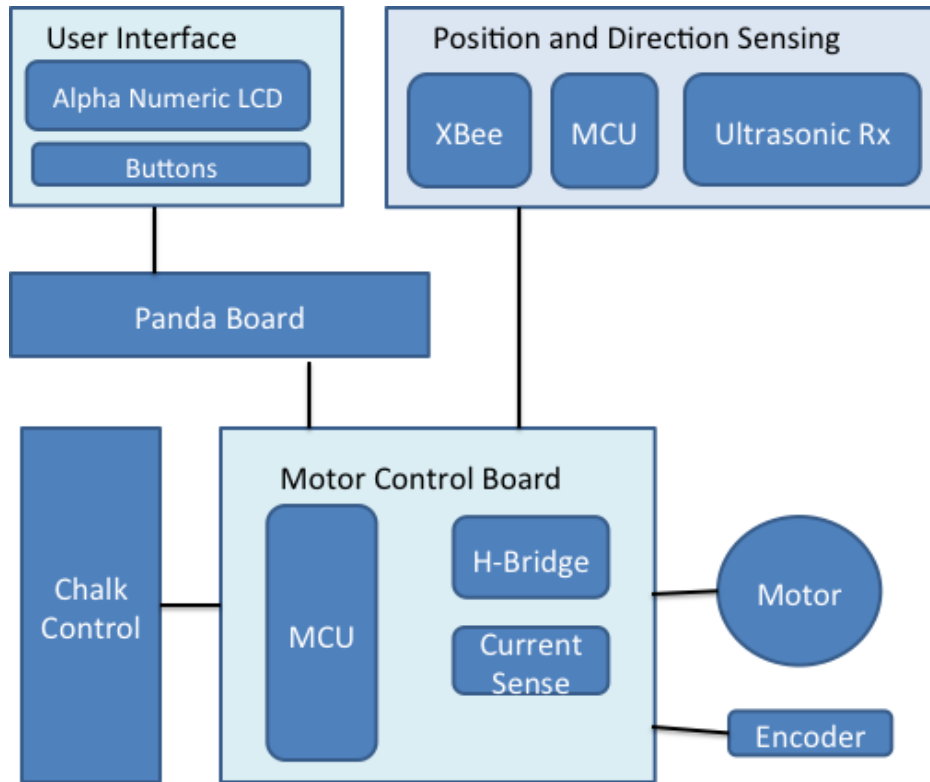 User Interface
Alpha Numeric LCD
Buttons
Position and Direction Sensing
XBee
MCU
Ultrasonic Rx
Panda Board
Chalk
Control
Motor Control Board
MCU
H-Bridge
Current
Sense
Motor
Encoder